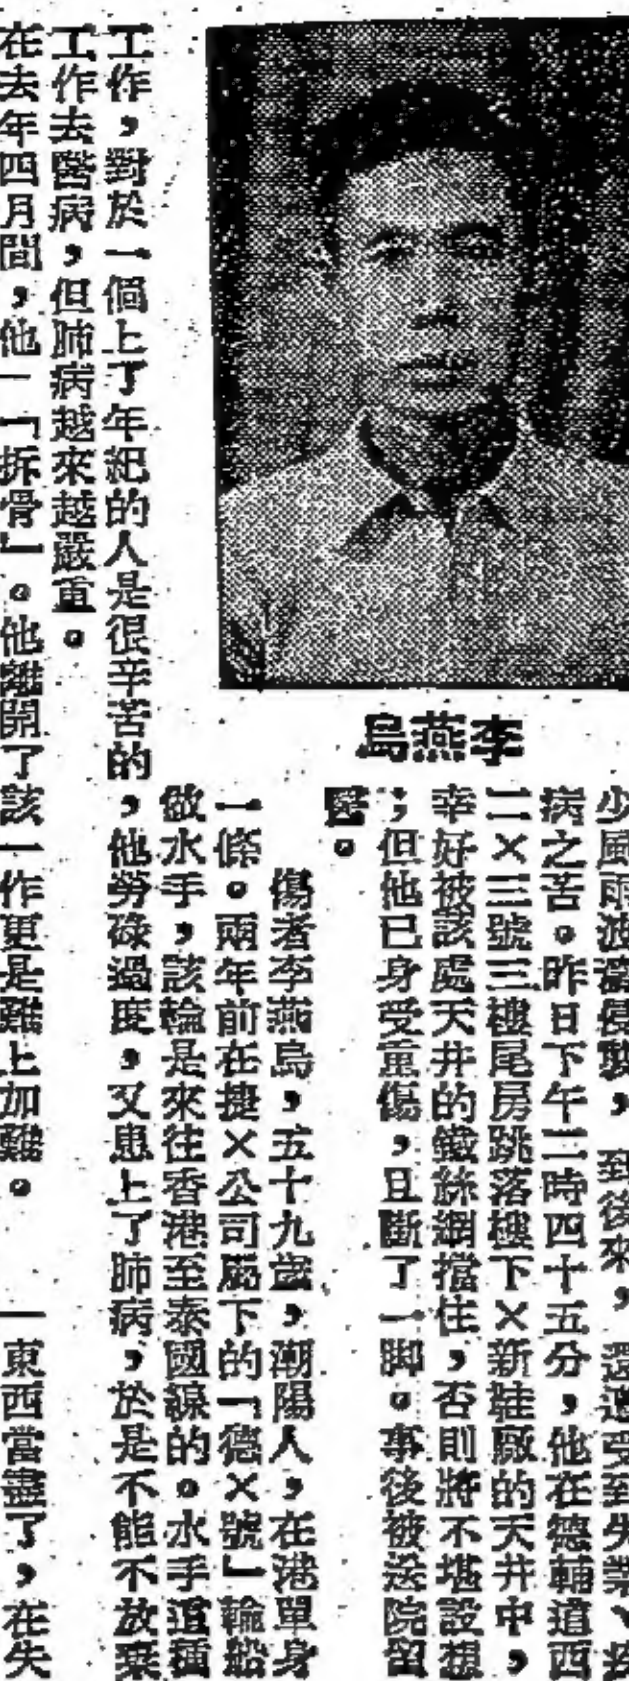 李燕烏
少風雨波濤侵襲，到後來，還遭受到失業、疾
病之苦。昨日下午二時四十五分，他在德輔道西
二×三號三樓尾房跳落樓下×新鞋廠的天井中，
幸好被該處天井的鐵絲網擋住，否則將不堪設想
；但他已身受重傷，且斷了一脚。事後被送院留
醫。
傷者李燕烏，五十九歲，潮陽人，在港單身
一條。兩年前在捷×公司屬下的「德×號」輪船
做水手，該輪是來往香港至泰國線的。水手這種
工作，對於一個上了年紀的人是很辛苦的，他勞碌過度，又患上了肺病，於是不能不放棄
工作去醫病，但肺病越來越嚴重。
在去年四月間，他一「拆骨」。他離開了該一作更是難上加難。
一東西當盡了，在失